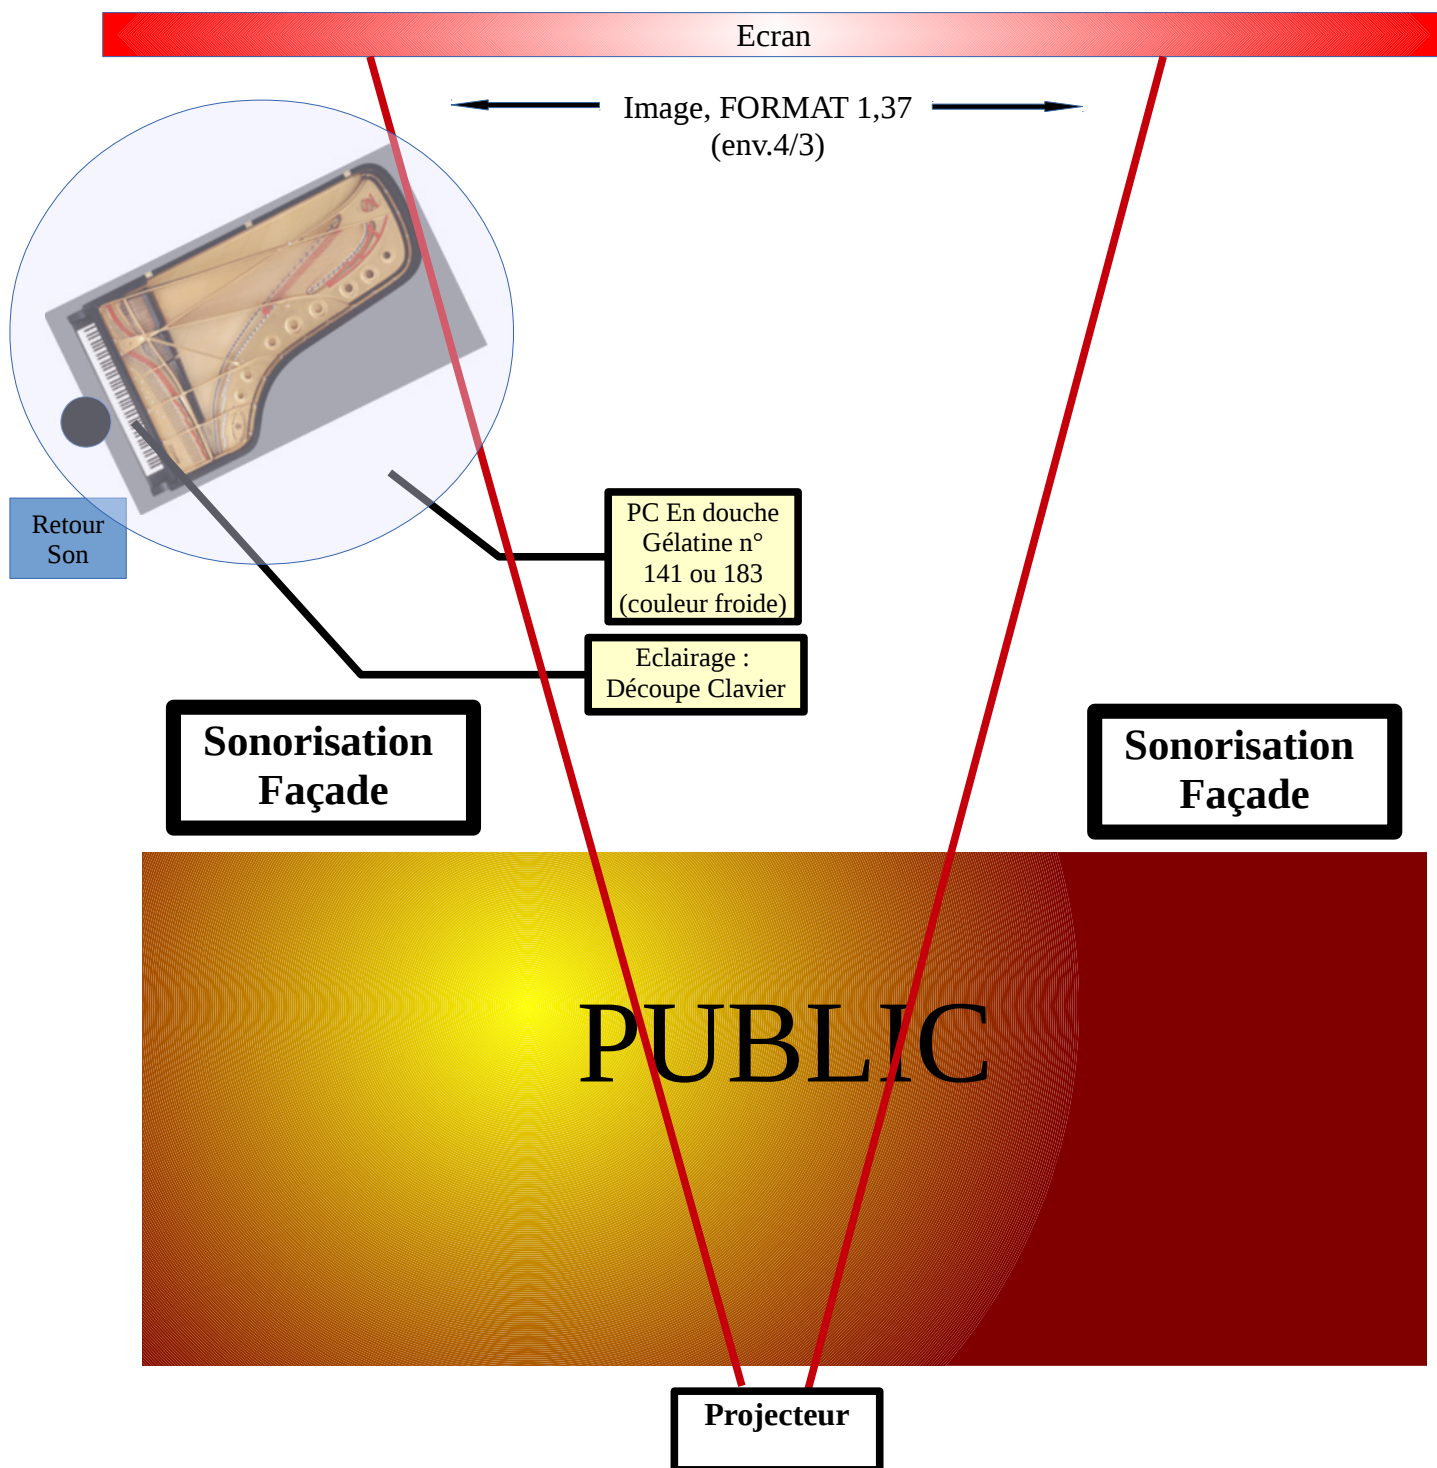 Ecran
Image, FORMAT 1,37
(env.4/3)
Retour
Son
PC En douche
Gélatine n°
141 ou 183
(couleur froide)
Eclairage :
Découpe Clavier
Sonorisation
Façade
Sonorisation
Façade
PUBLIC
Projecteur